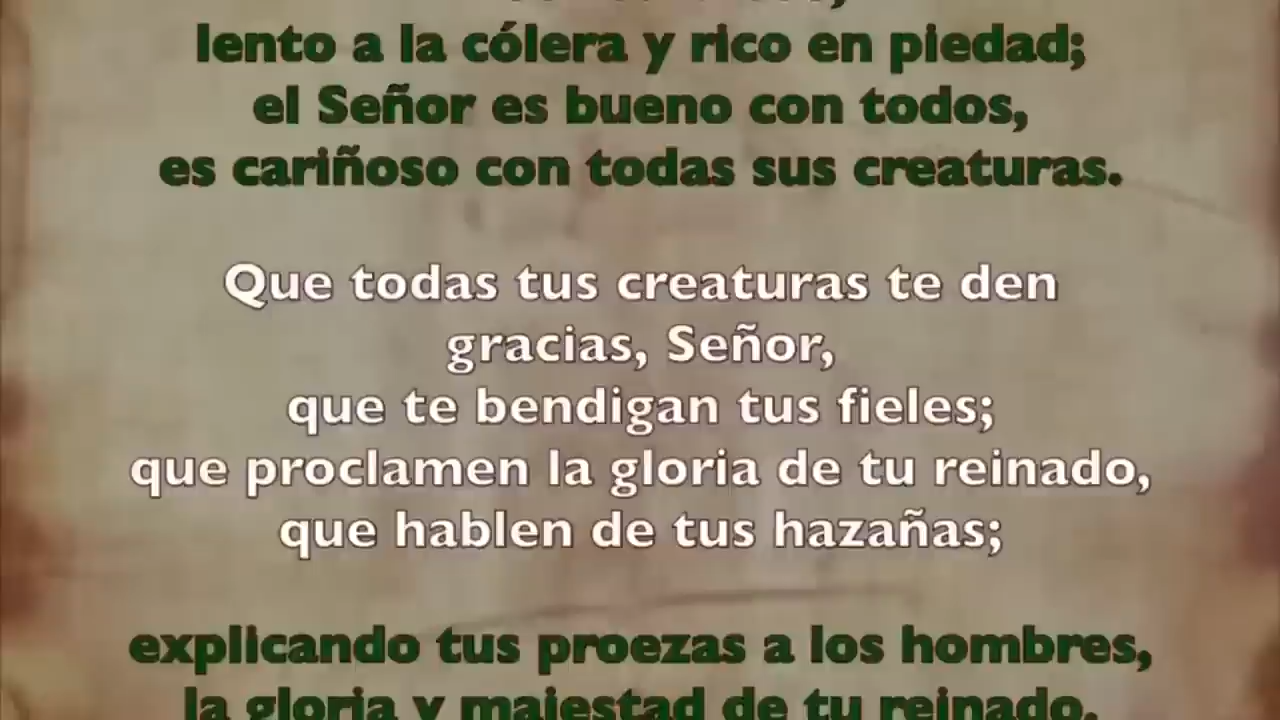 lento a la cólera y rico en piedad;
el Señor es bueno con todos,
es cariñoso con todas sus creaturas.
Que todas tus creaturas te den
gracias, Señor,
que te bendigan tus fieles;
que proclamen la gloria de tu reinado,
que hablen de tus hazañas;
explicando tus proezas a los hombres,
la gloria y majestad de tu reinado.